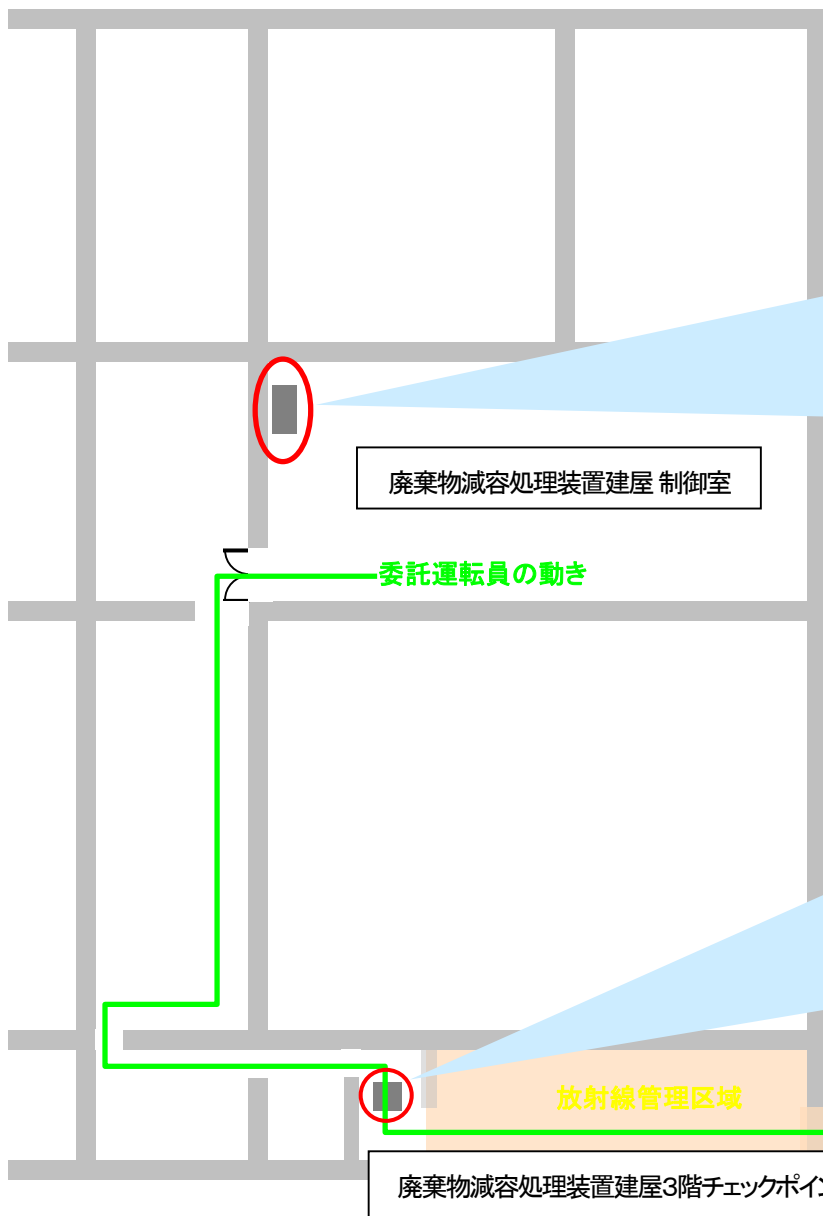 廃棄物減容処理装置建屋 制御室
委託運転員の動き
放射線管理区域
廃棄物減容処理装置建屋3階チェックポイン